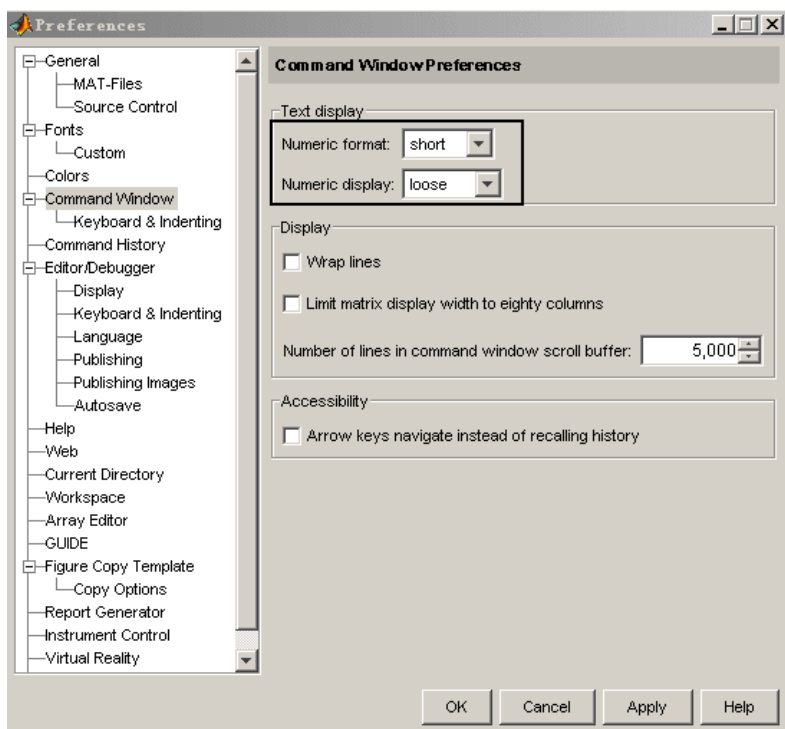 Preferences
General
MAT-Files
Source Control
Fonts
Custom
Colors
Command Window
Keyboard & Indenting
Command History
Editor/Debugger
Display
Keyboard & Indenting
Language
Publishing
Publishing Images
Autosave
Help
Web
Current Directory
Workspace
Array Editor
GUIDE
Figure Copy Template
Copy Options
Report Generator
Instrument Control
Virtual Reality
Command Window Preferences
Text display
Numeric format: short
Numeric display: loose
Display
Wrap lines
Limit matrix display width to eighty columns
Number of lines in command window scroll buffer: 5,000
Accessibility
Arrow keys navigate instead of recalling history
OK Cancel Apply Help